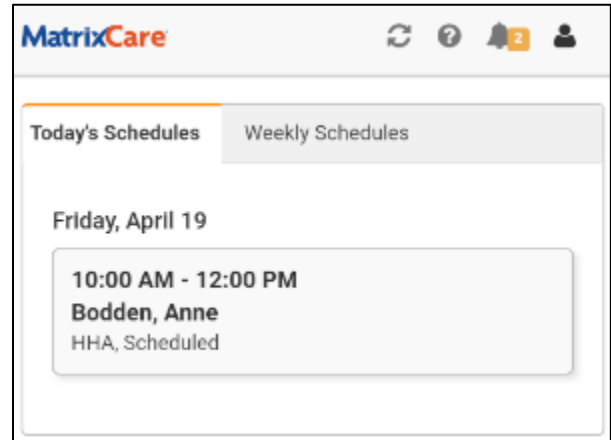 MatrixCare
2
Today's Schedules
Weekly Schedules
Friday, April 19
10:00 AM - 12:00 PM
Bodden, Anne
HHA, Scheduled